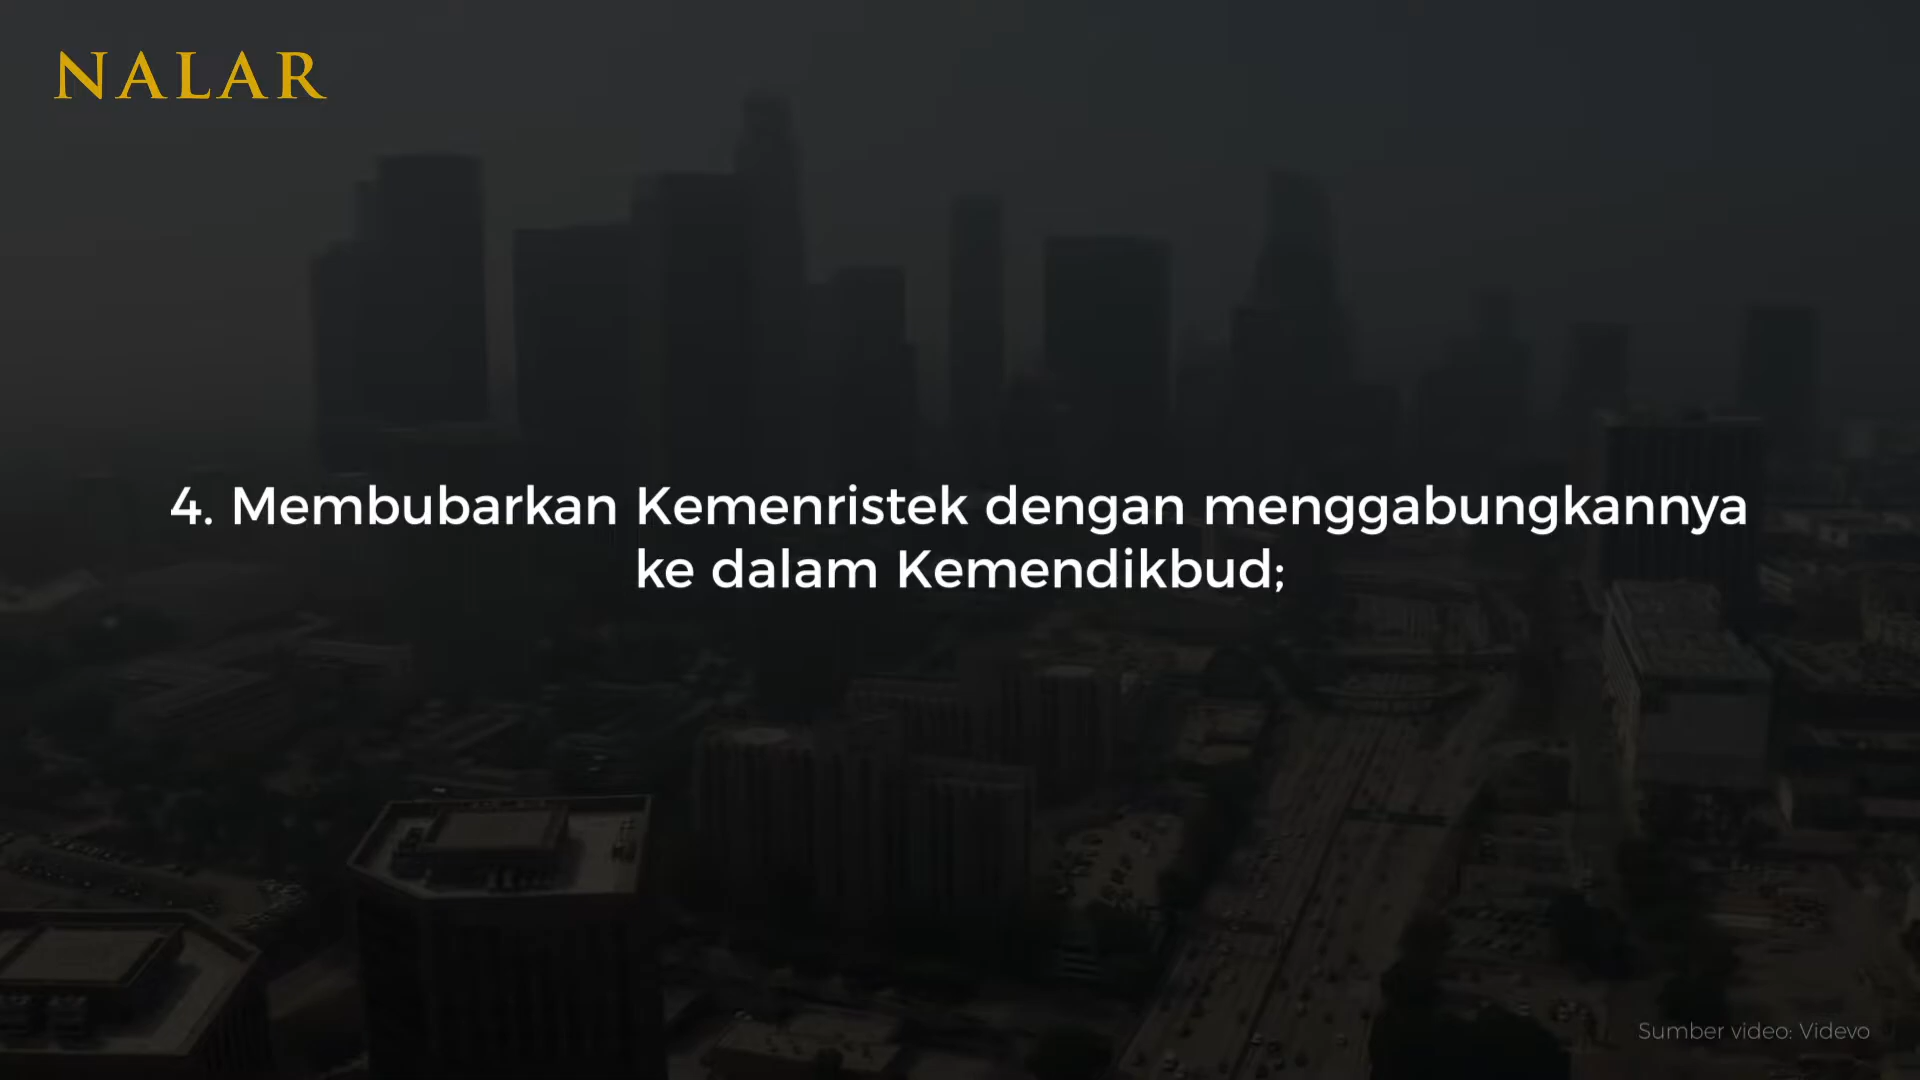 NALAR
4. Membubarkan Kemenristek dengan menggabungkannya
ke dalam Kemendikbud;
Sumber video: Videvo